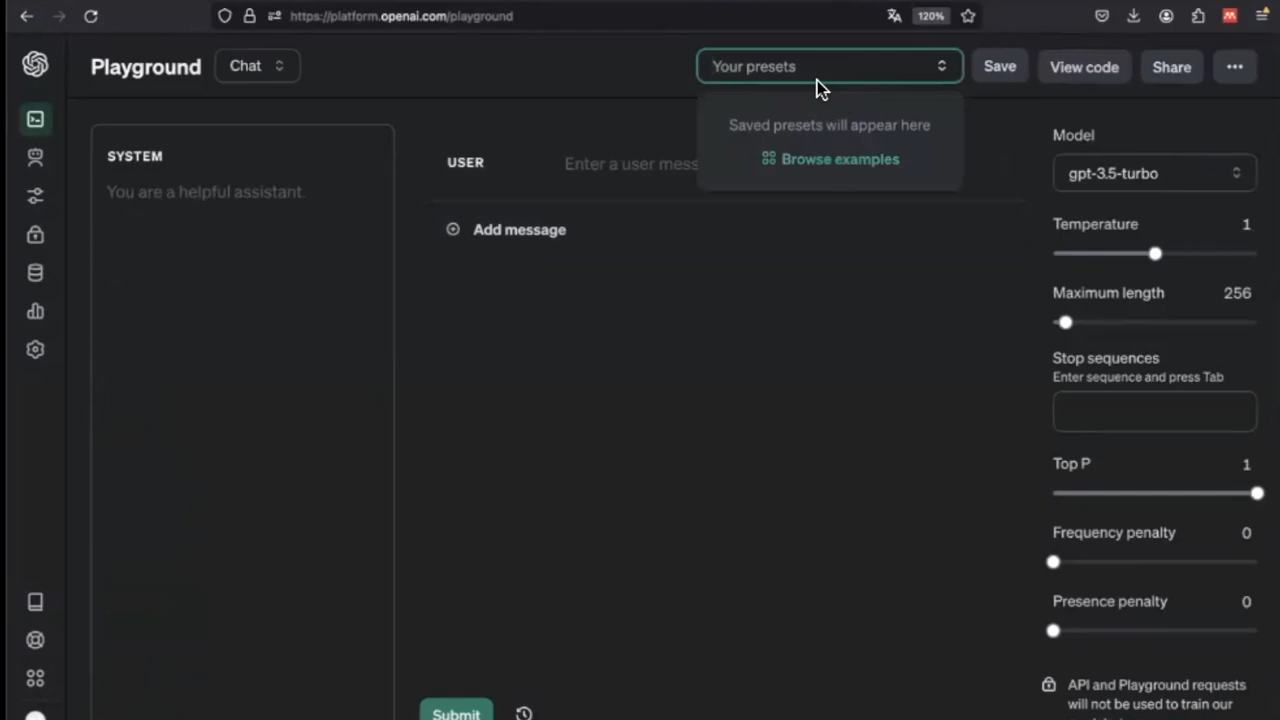 https://platform.openai.com/playground
120%
Playground
Chat
Your presets
Save
View code
Share
Saved presets will appear here
Browse examples
SYSTEM
You are a helpful assistant.
USER
Enter a user mess
Add message
Model
gpt-3.5-turbo
Temperature 1
Maximum length 256
Stop sequences
Enter sequence and press Tab
Top P 1
Frequency penalty 0
Presence penalty 0
API and Playground requests
will not be used to train our
Submit